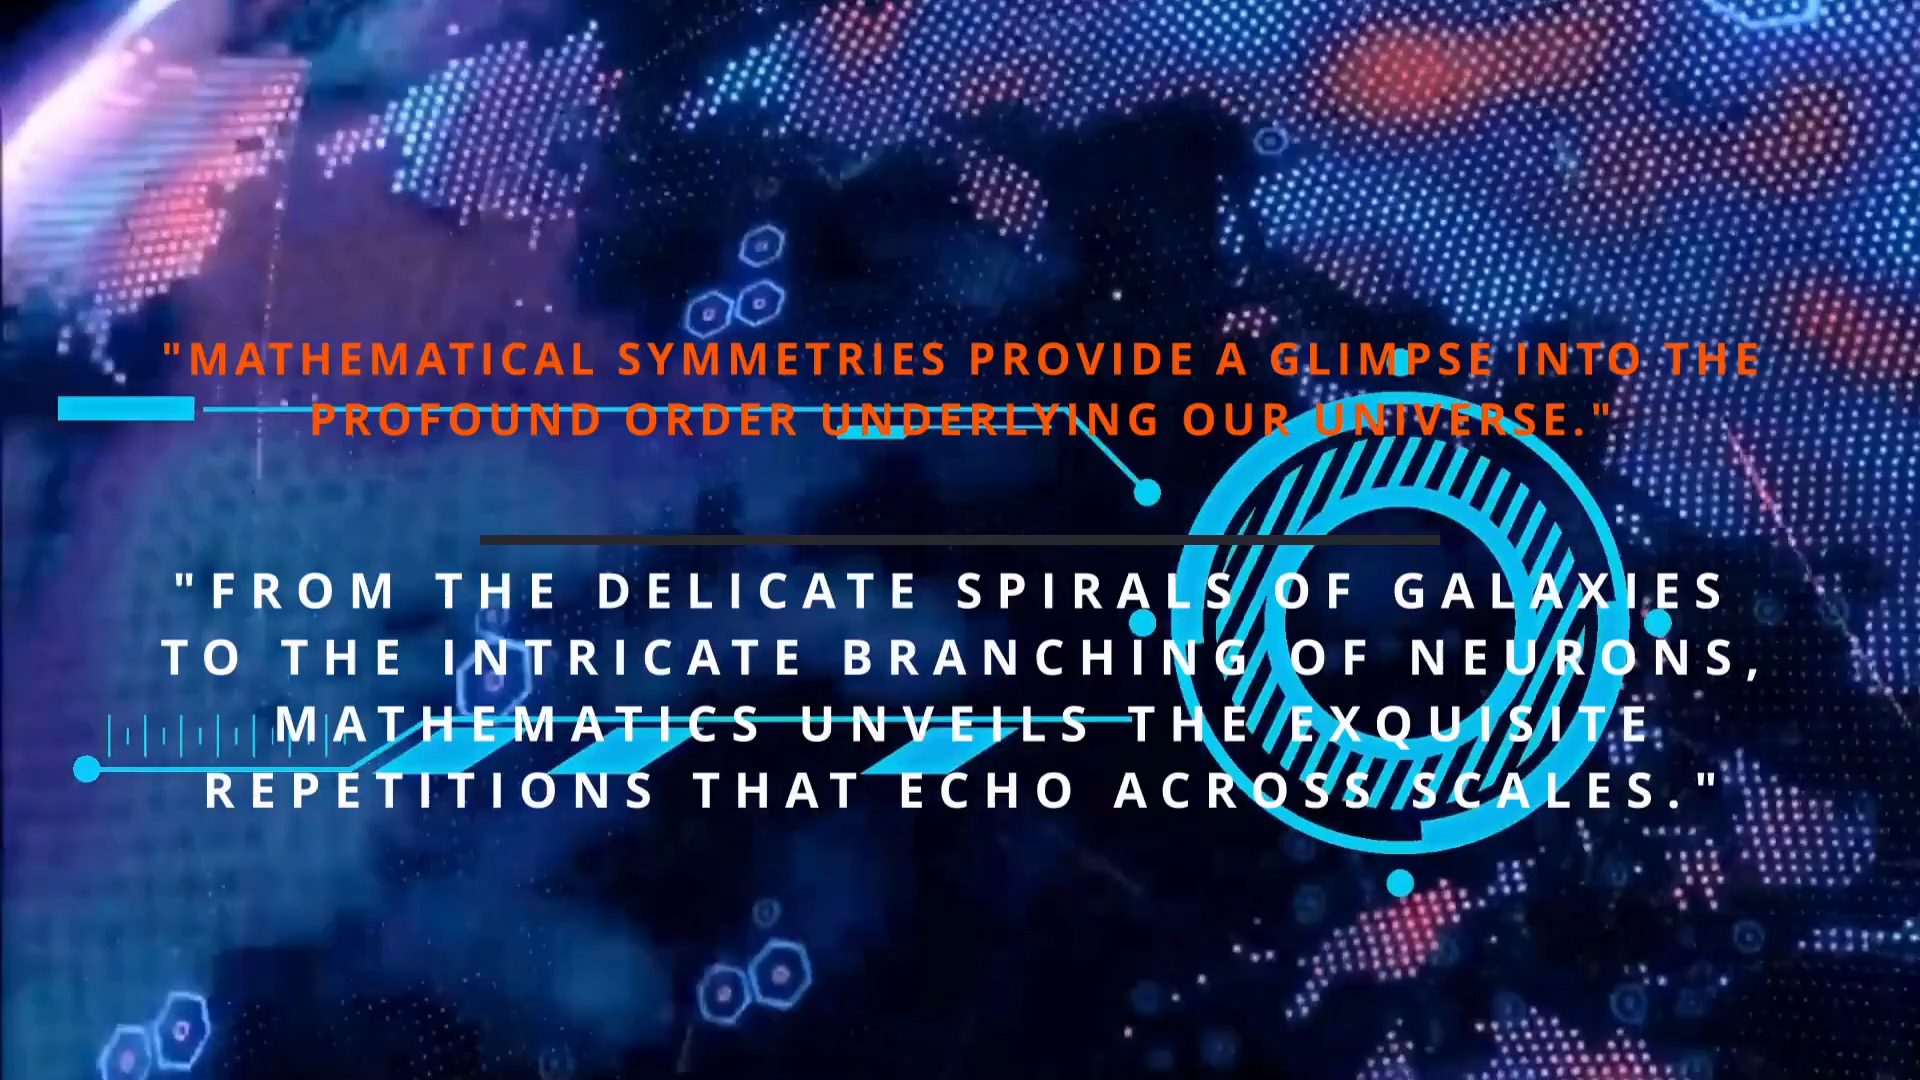 "MATHEMATICAL SYMMETRIES PROVIDE A GLIMPSE INTO THE
PROFOUND ORDER UNDERLYING OUR UNIVERSE."
"FROM THE DELICATE SPIRALS OF GALAXIES
TO THE INTRICATE BRANCHING OF NEURONS,
MATHEMATICS UNVEILS THE EXQUISITE
REPETITIONS THAT ECHO ACROSS SCALES."